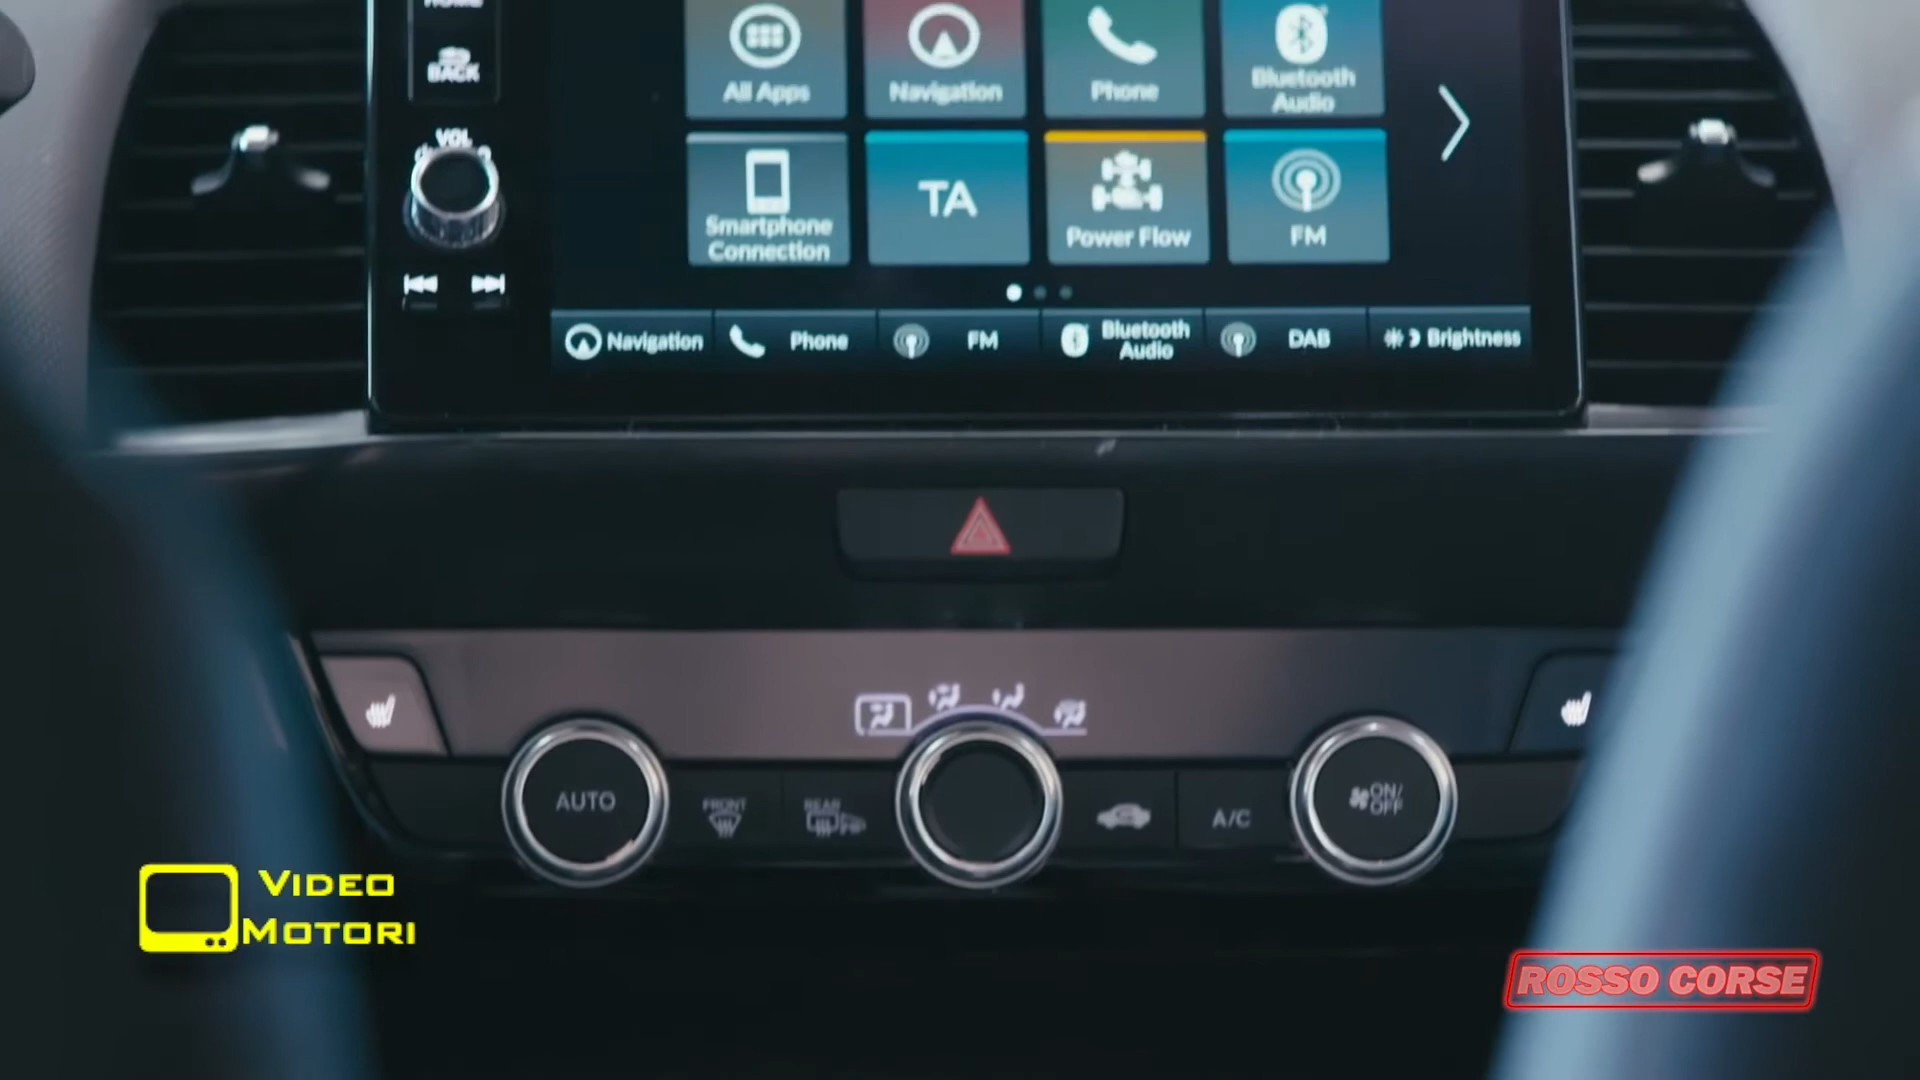 HOME
BACK
VOL
All Apps
Navigation
Phone
Bluetooth
Audio
Smartphone
Connection
TA
Power Flow
FM
Navigation
Phone
FM
Bluetooth
Audio
DAB
Brightness
AUTO
FRONT
REAR
A/C
ON/
OFF
VIDEO
MOTORI
ROSSO CORSE